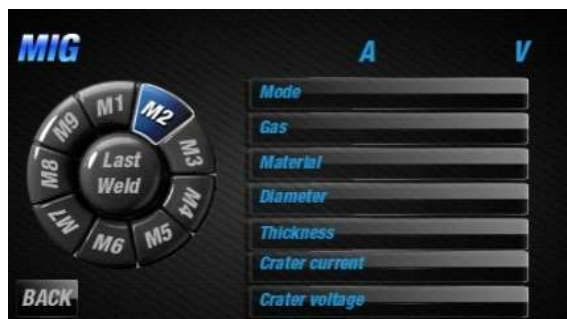 MIG
A V
M1
M2
M3
M4
M5
M6
M7
M8
M9
Last
Weld
Mode
Gas
Material
Diameter
Thickness
Crater current
Crater voltage
BACK